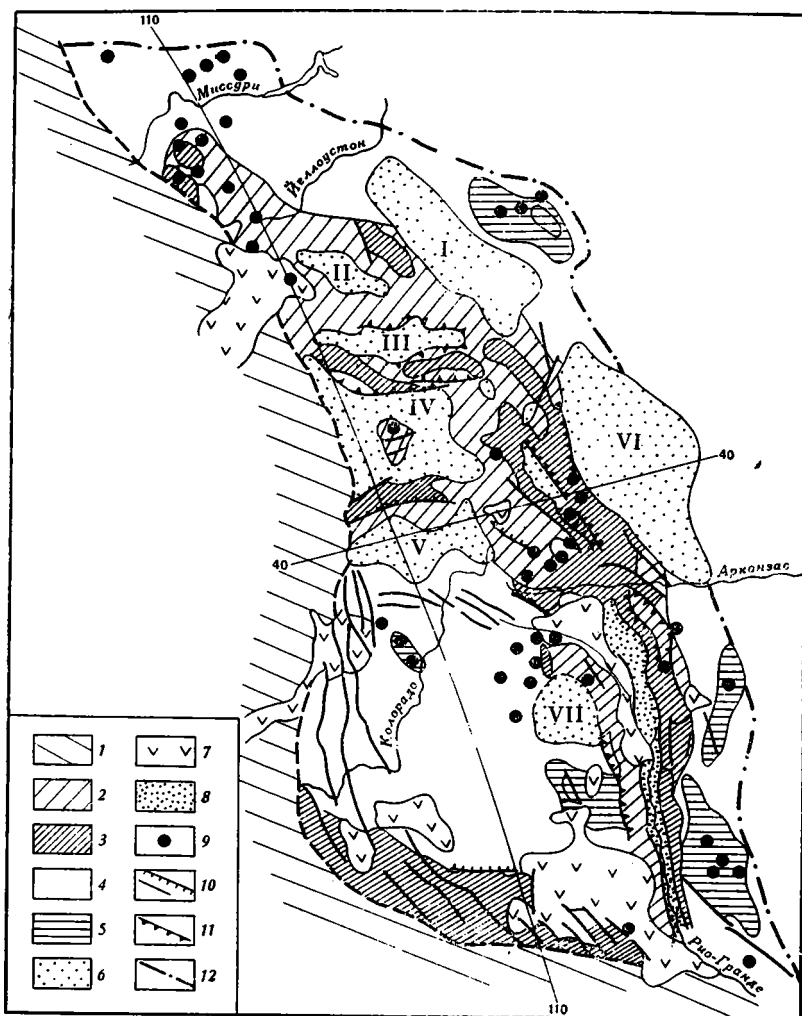 110
Миссури
Йеллоустон
I
II
III
IV
VI
40
V
40
Арканзас
Колорадо
VII
1
7
2
8
3
9
4
10
5
11
6
12
Рио-Гранде
110